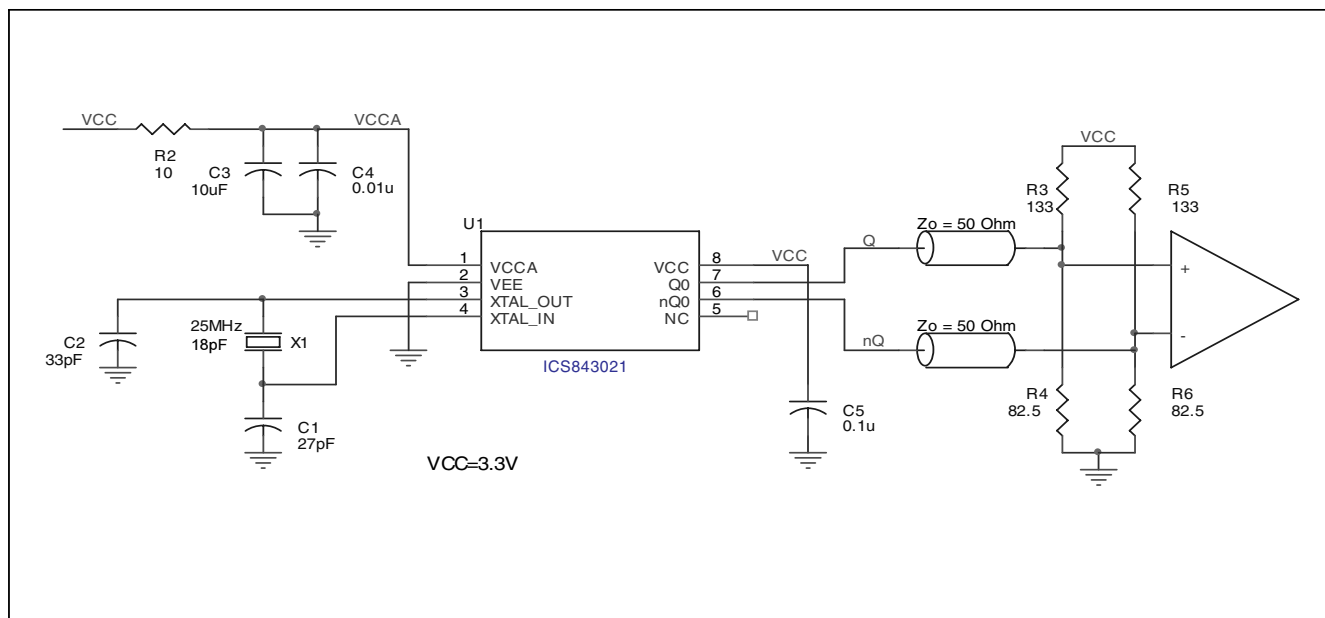 VCC
VCCA
R2
10
C3
10uF
C4
0.01u
U1
1
2
3
4
VCCA
VEE
XTAL_OUT
XTAL_IN
VCC
Q0
nQ0
NC
8
7
6
5
ICS843021
VCC
C2
33pF
25MHz
18pF
X1
C1
27pF
VCC=3.3V
C5
0.1u
Q
Zo = 50 Ohm
nQ
Zo = 50 Ohm
VCC
R3
133
R5
133
+
-
R4
82.5
R6
82.5